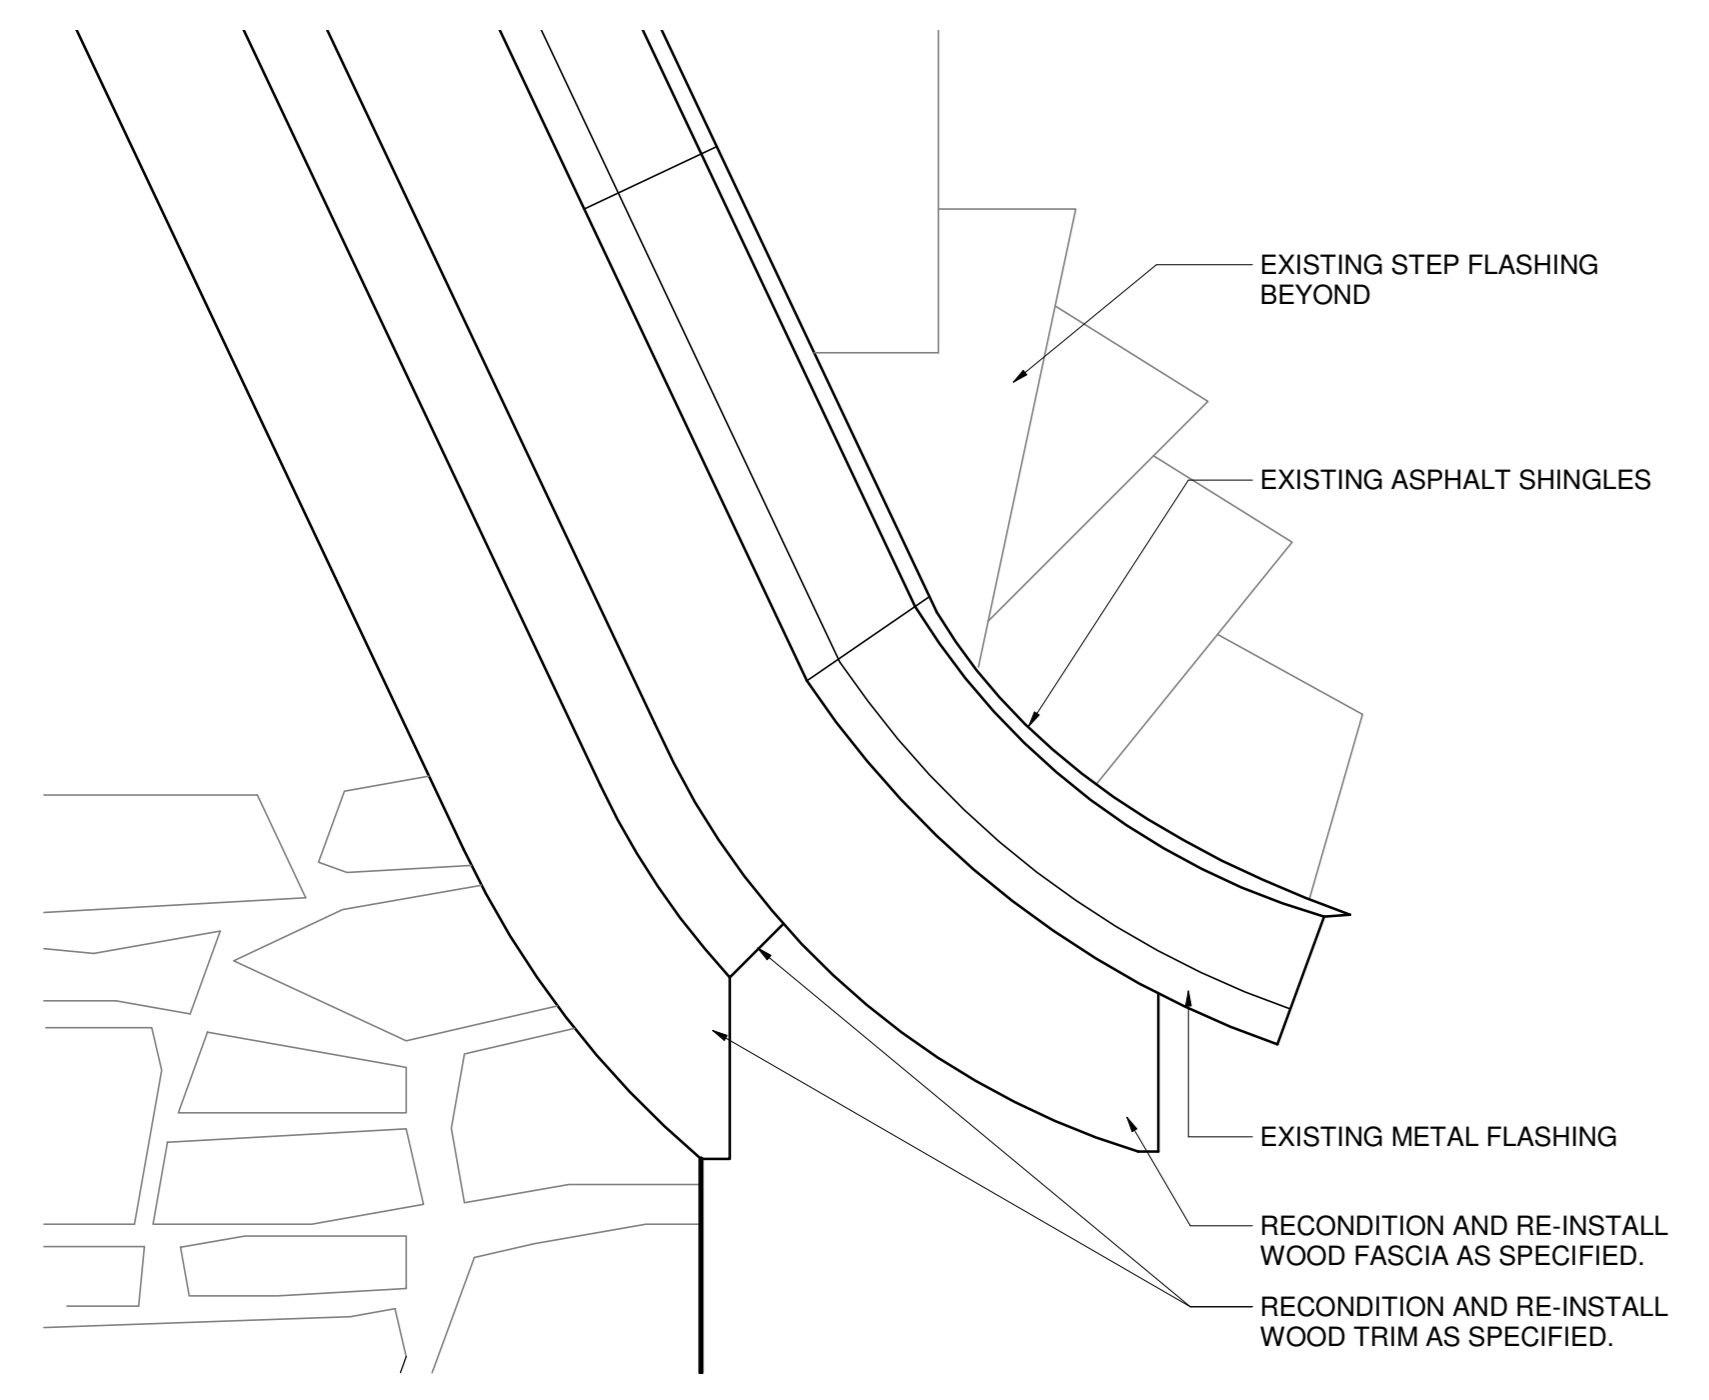 EXISTING STEP FLASHING
BEYOND
EXISTING ASPHALT SHINGLES
EXISTING METAL FLASHING
RECONDITION AND RE-INSTALL
WOOD FASCIA AS SPECIFIED.
RECONDITION AND RE-INSTALL
WOOD TRIM AS SPECIFIED.